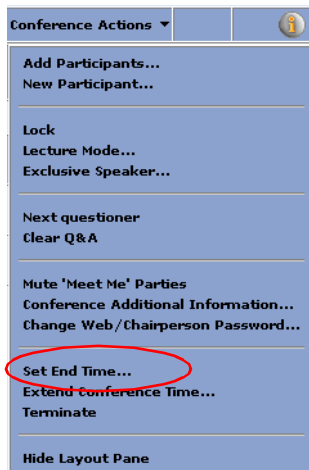 Conference Actions
Add Participants...
New Participant...
Lock
Lecture Mode...
Exclusive Speaker...
Next questioner
Clear Q&A
Mute 'Meet Me' Parties
Conference Additional Information...
Change Web/Chairperson Password...
Set End Time...
Extend Conference Time...
Terminate
Hide Layout Pane